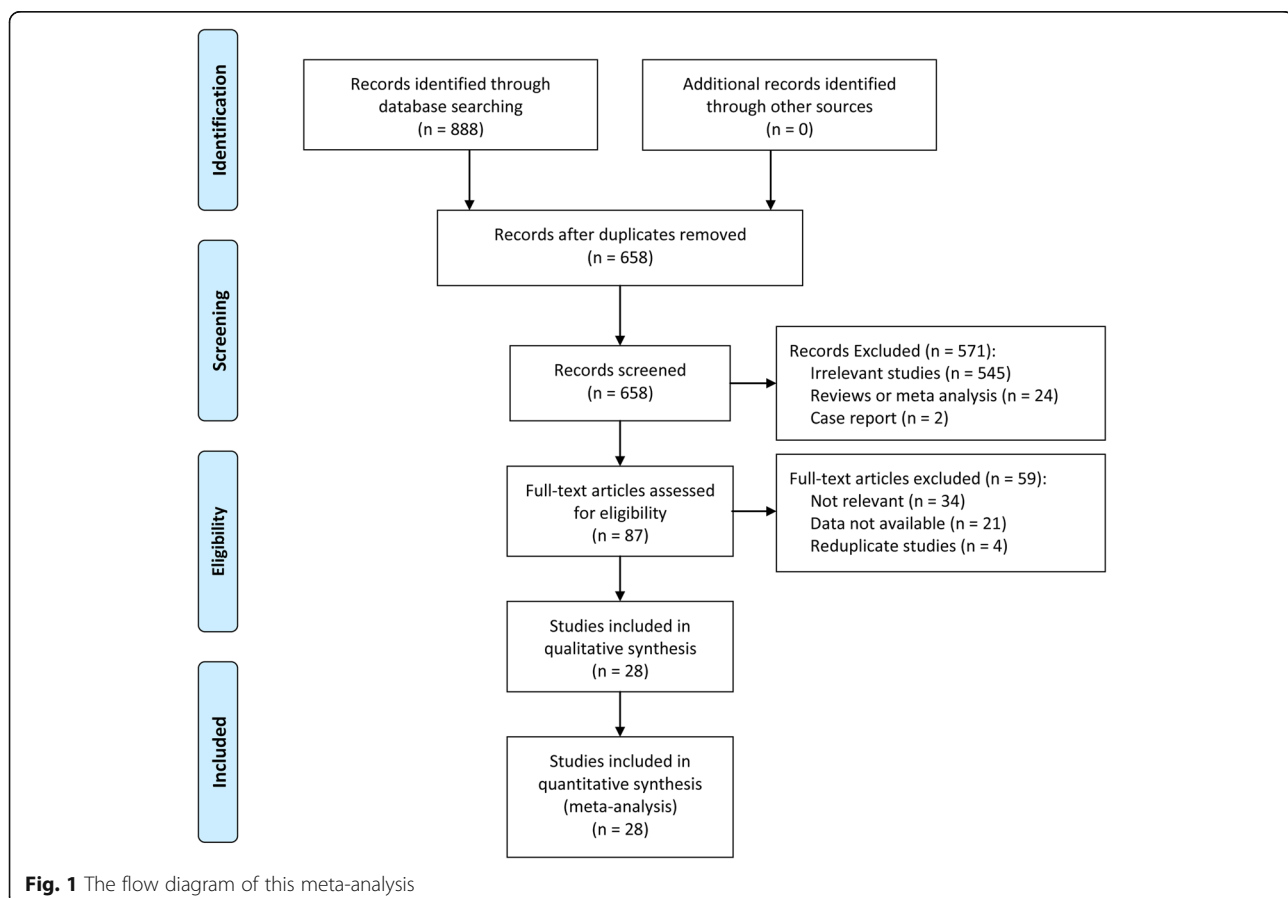 Identification
Records identified through
database searching
(n = 888)
Additional records identified
through other sources
(n = 0)
Records after duplicates removed
(n = 658)
Screening
Records screened
(n = 658)
Records Excluded (n = 571):
Irrelevant studies (n = 545)
Reviews or meta analysis (n = 24)
Case report (n = 2)
Eligibility
Full-text articles assessed
for eligibility
(n = 87)
Full-text articles excluded (n = 59):
Not relevant (n = 34)
Data not available (n = 21)
Reduplicate studies (n = 4)
Studies included in
qualitative synthesis
(n = 28)
Included
Studies included in
quantitative synthesis
(meta-analysis)
(n = 28)
Fig. 1 The flow diagram of this meta-analysis